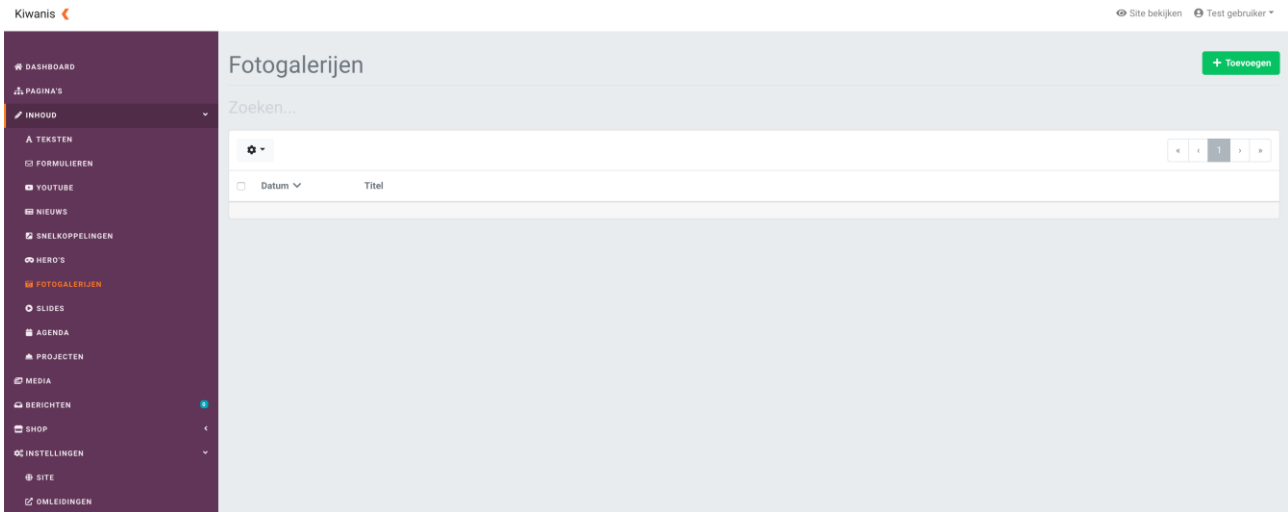 Kiwanis
Site bekijken
Test gebruiker
DASHBOARD
PAGINA'S
INHOUD
TEKSTEN
FORMULIEREN
YOUTUBE
NIEUWS
SNELKOPPELINGEN
HERO'S
FOTOGALERIJEN
SLIDES
AGENDA
PROJECTEN
MEDIA
BERICHTEN 0
SHOP
INSTELLINGEN
SITE
OMLEIDINGEN
Fotogalerijen
+ Toevoegen
Zoeken...
« ‹ 1 › »
Datum Titel